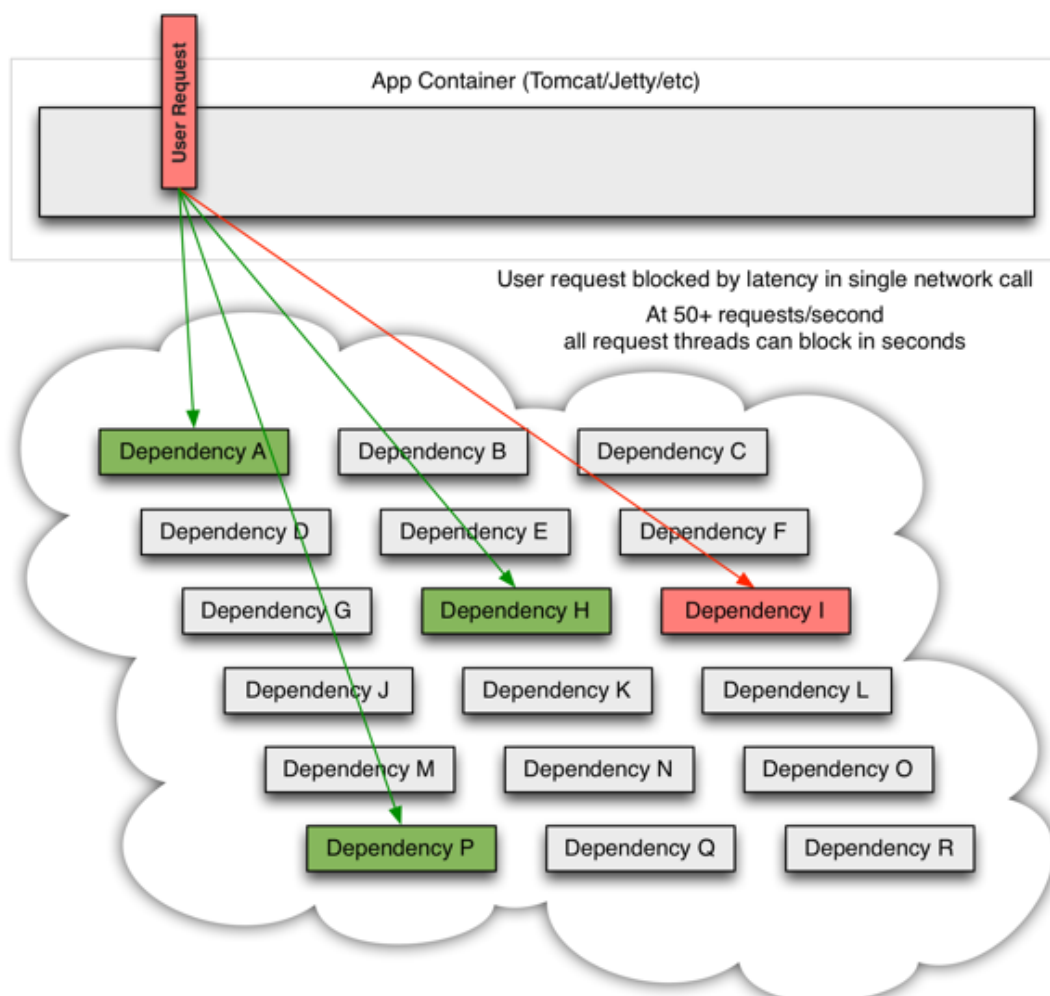 User Request
App Container (Tomcat/Jetty/etc)
User request blocked by latency in single network call
At 50+ requests/second
all request threads can block in seconds
Dependency A
Dependency B
Dependency C
Dependency D
Dependency E
Dependency F
Dependency G
Dependency H
Dependency I
Dependency J
Dependency K
Dependency L
Dependency M
Dependency N
Dependency O
Dependency P
Dependency Q
Dependency R